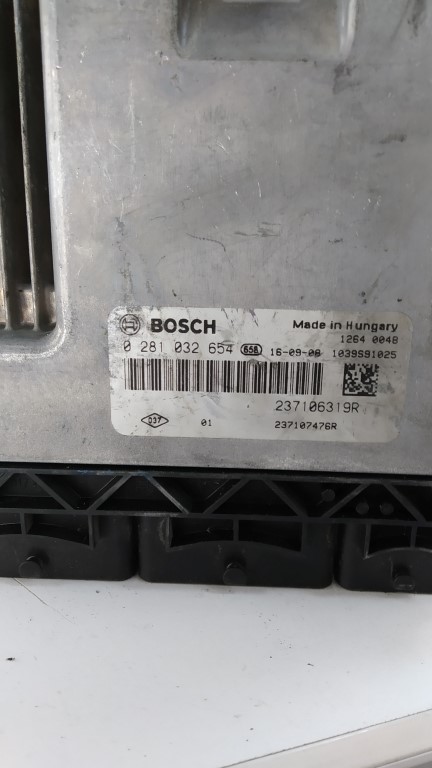 BOSCH Made in Hungary
1264 0048
0 281 032 654 658 16-09-08 1039S91025
237106319R
D37 01 237107476R